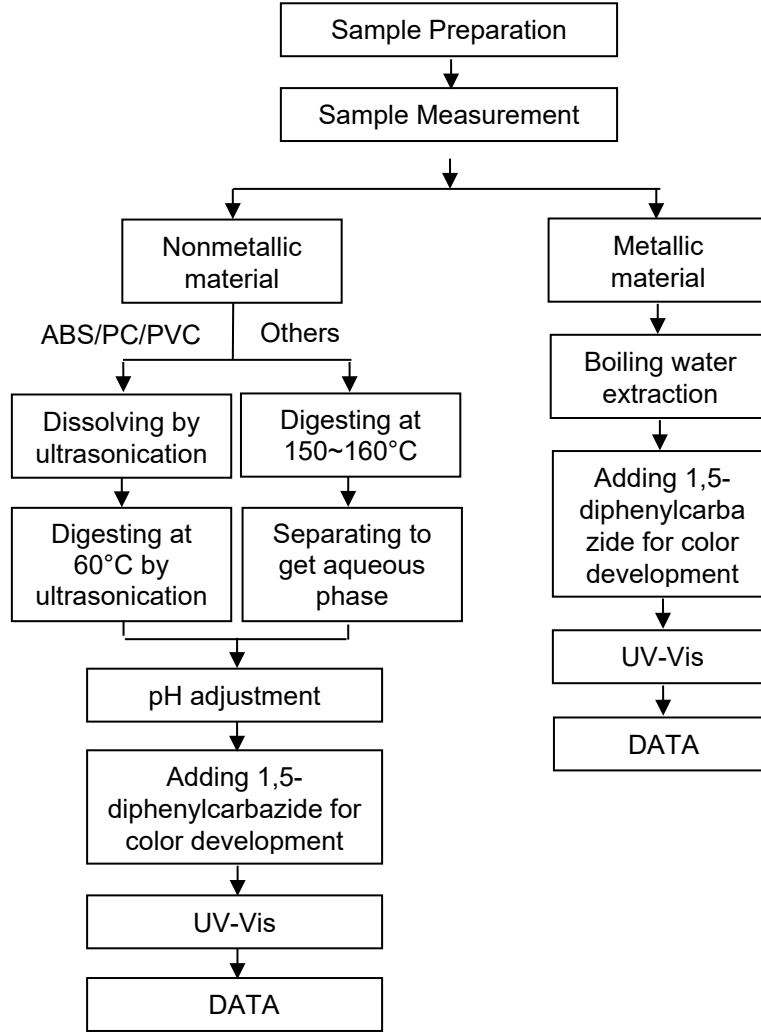 Sample Preparation
Sample Measurement
Nonmetallic
material
Metallic
material
ABS/PC/PVC
Others
Dissolving by
ultrasonication
Digesting at
150~160°C
Boiling water
extraction
Digesting at
60°C by
ultrasonication
Separating to
get aqueous
phase
Adding 1,5-
diphenylcarba
zide for color
development
pH adjustment
UV-Vis
DATA
Adding 1,5-
diphenylcarbazide for
color development
UV-Vis
DATA